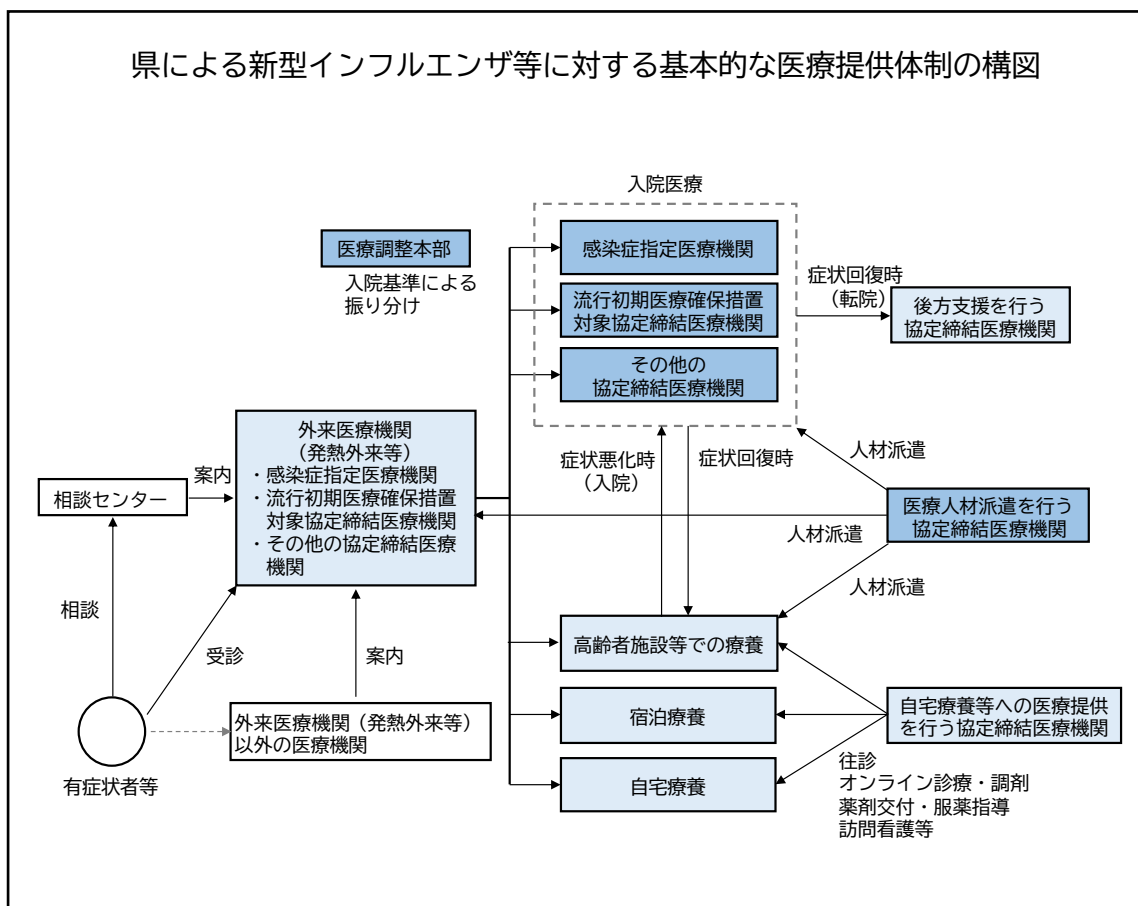 県による新型インフルエンザ等に対する基本的な医療提供体制の構図
入院医療
医療調整本部
入院基準による
振り分け
感染症指定医療機関
流行初期医療確保措置
対象協定締結医療機関
その他の
協定締結医療機関
症状回復時
（転院）
後方支援を行う
協定締結医療機関
外来医療機関
（発熱外来等）
・感染症指定医療機関
・流行初期医療確保措置
対象協定締結医療機関
・その他の協定締結医療
機関
案内
相談センター
症状悪化時
（入院）
症状回復時
人材派遣
医療人材派遣を行う
協定締結医療機関
人材派遣
人材派遣
相談
受診
案内
高齢者施設等での療養
宿泊療養
自宅療養
自宅療養等への医療提供
を行う協定締結医療機関
外来医療機関（発熱外来等）
以外の医療機関
有症状者等
往診
オンライン診療・調剤
薬剤交付・服薬指導
訪問看護等